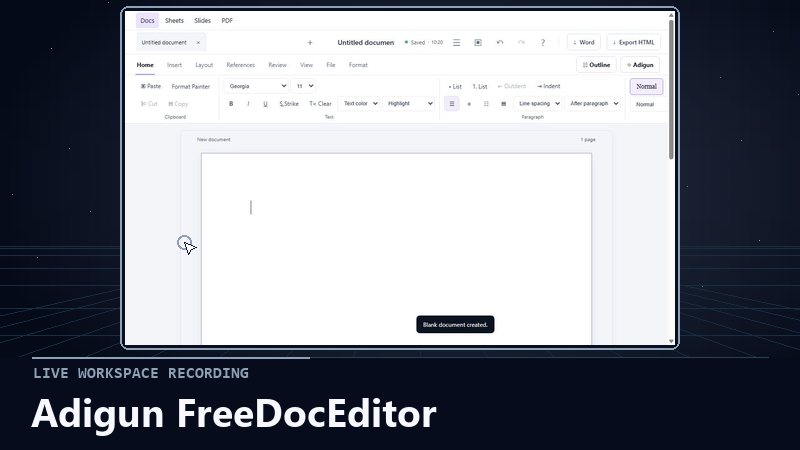 Docs Sheets Slides PDF
Untitled document × + Untitled documen Saved · 10:20 ? ↓ Word ↓ Export HTML
Home Insert Layout References Review View File Format Outline Adigun
Paste Format Painter Georgia 11 • List 1. List Outdent Indent Normal
Cut Copy B I U S Strike Tx Clear Text color Highlight Line spacing After paragraph Normal
Clipboard Text Paragraph
New document 1 page
Blank document created.
LIVE WORKSPACE RECORDING
Adigun FreeDocEditor